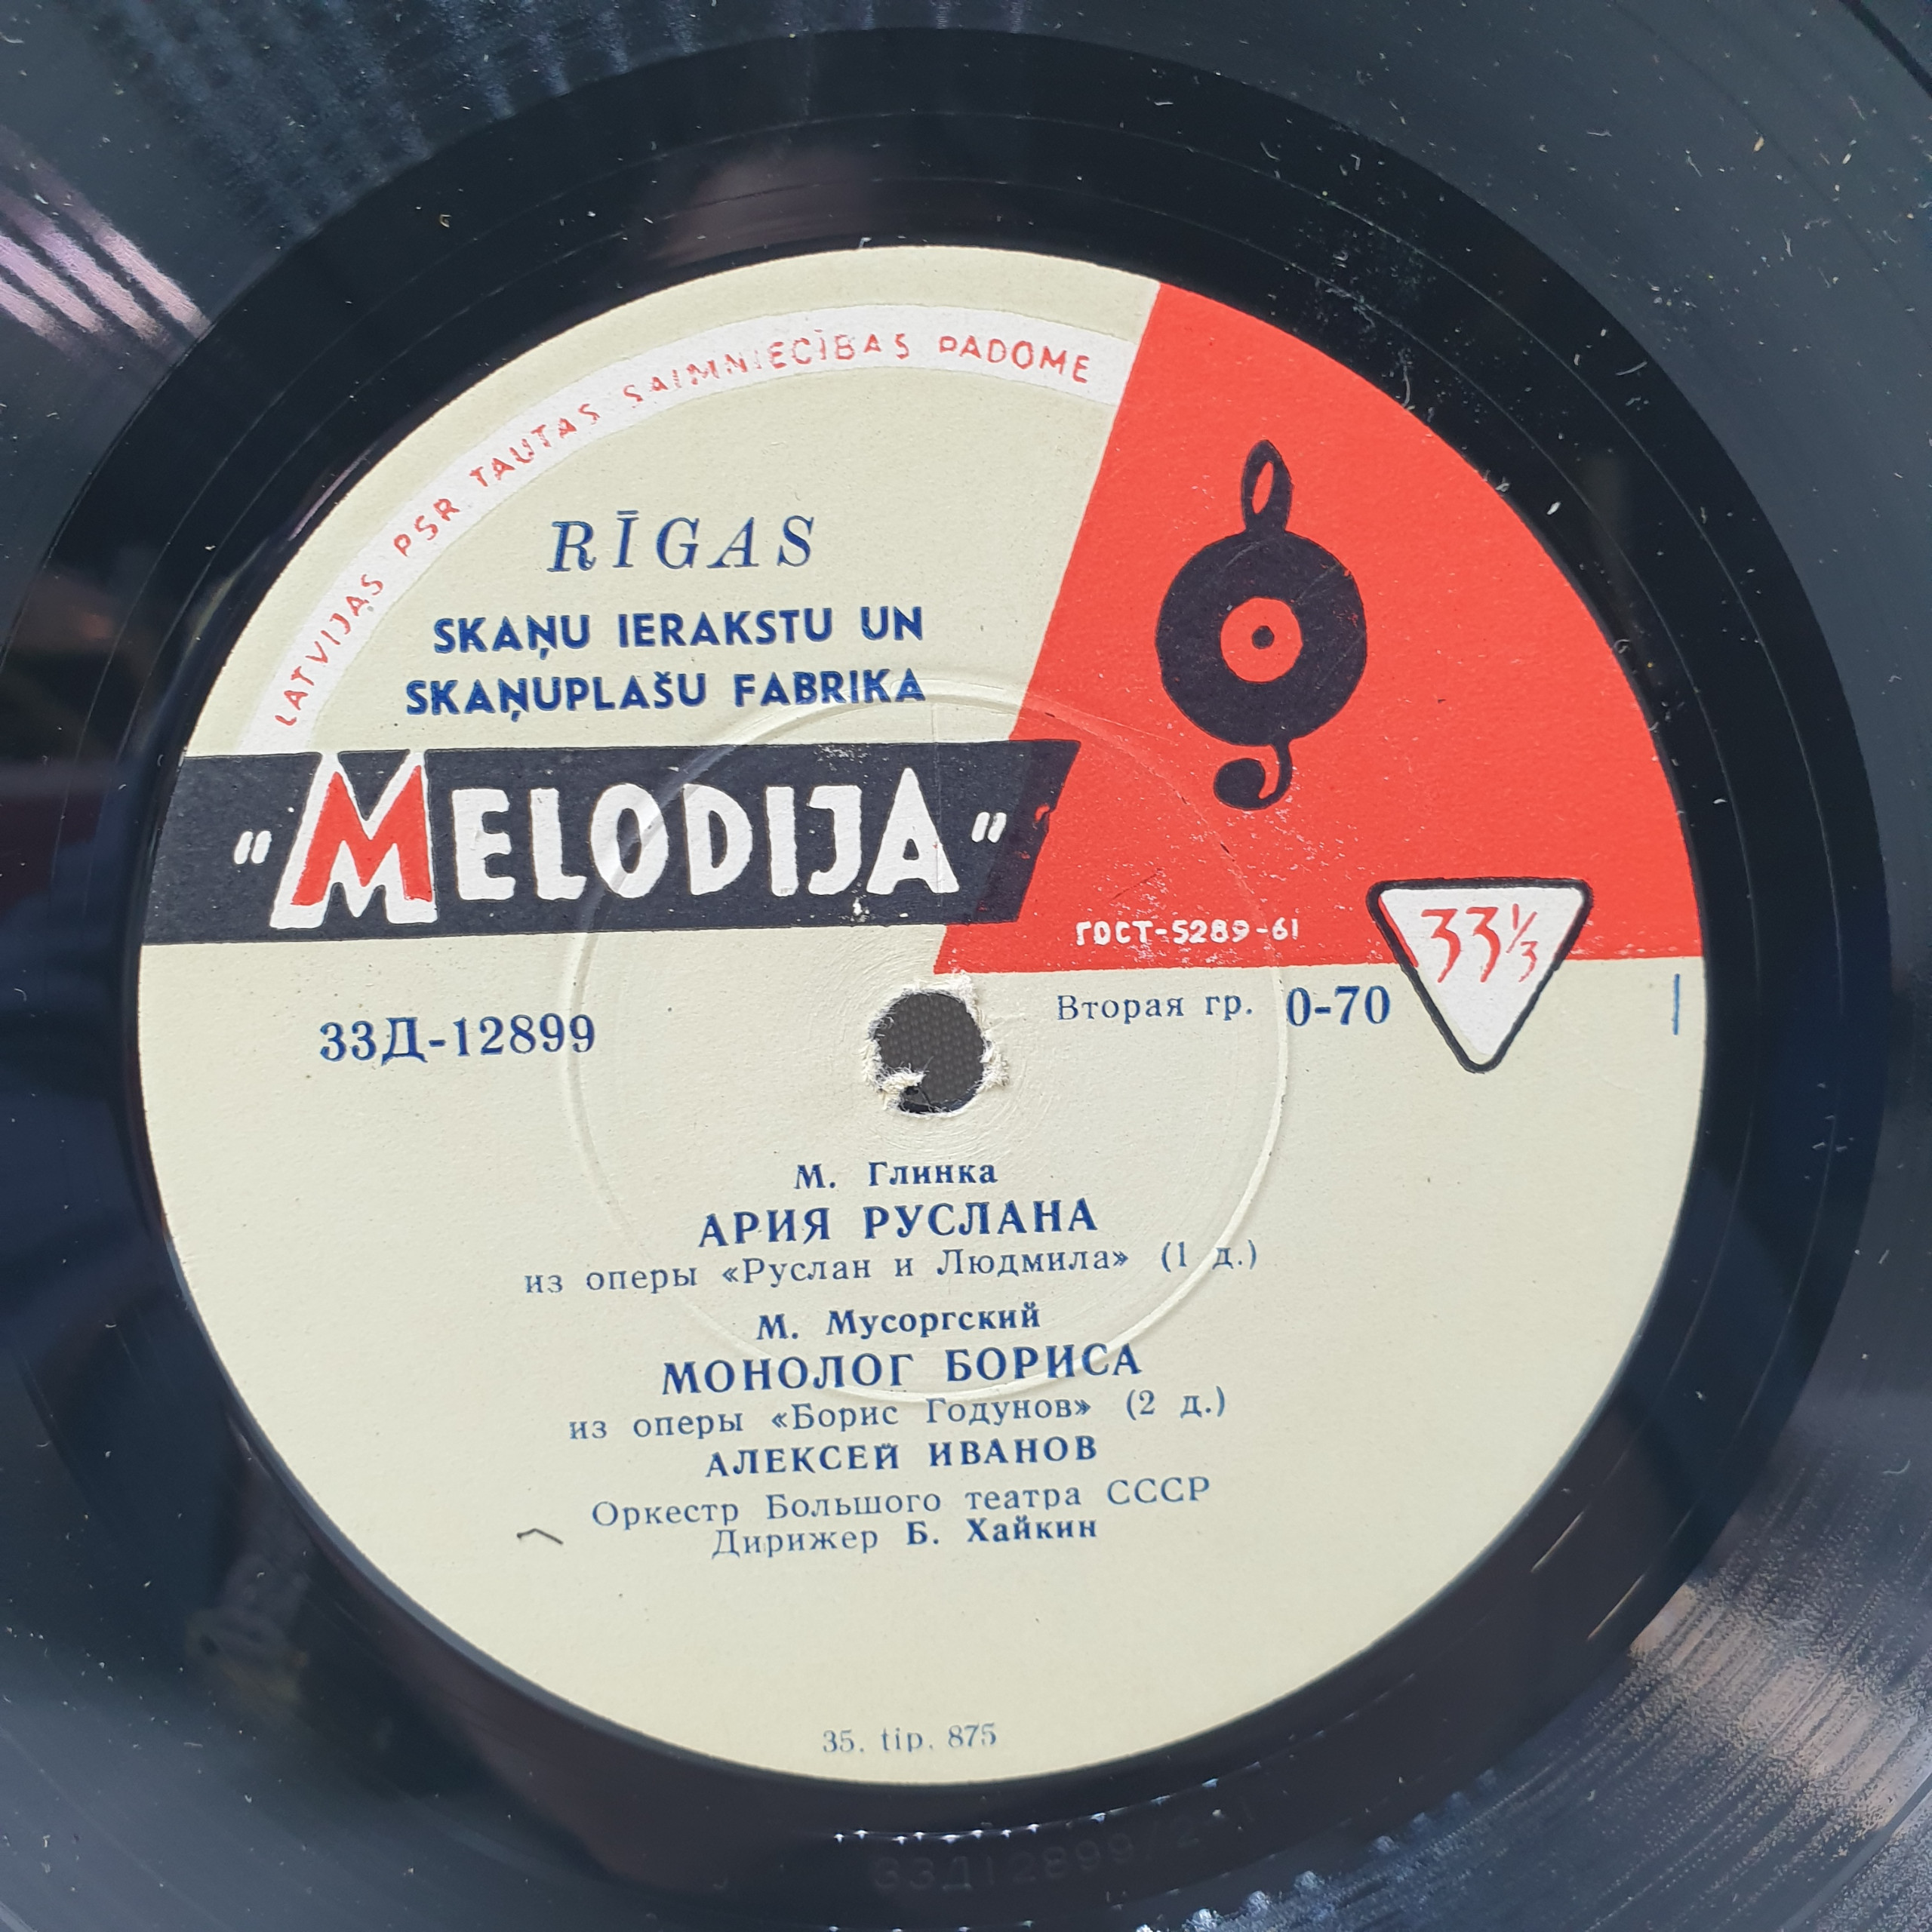 LATVIJAS PSR TAUTAS SAIMNIECĪBAS PADOME
RĪGAS
SKAŅU IERAKSTU UN
SKAŅUPLAŠU FABRIKA
"MELODIJA"
ГОСТ-5289-61
33⅓
33Д-12899
Вторая гр. 0-70
М. Глинка
АРИЯ РУСЛАНА
из оперы «Руслан и Людмила» (1 д.)
М. Мусоргский
МОНОЛОГ БОРИСА
из оперы «Борис Годунов» (2 д.)
АЛЕКСЕЙ ИВАНОВ
Оркестр Большого театра СССР
Дирижер Б. Хайкин
35. tip. 875